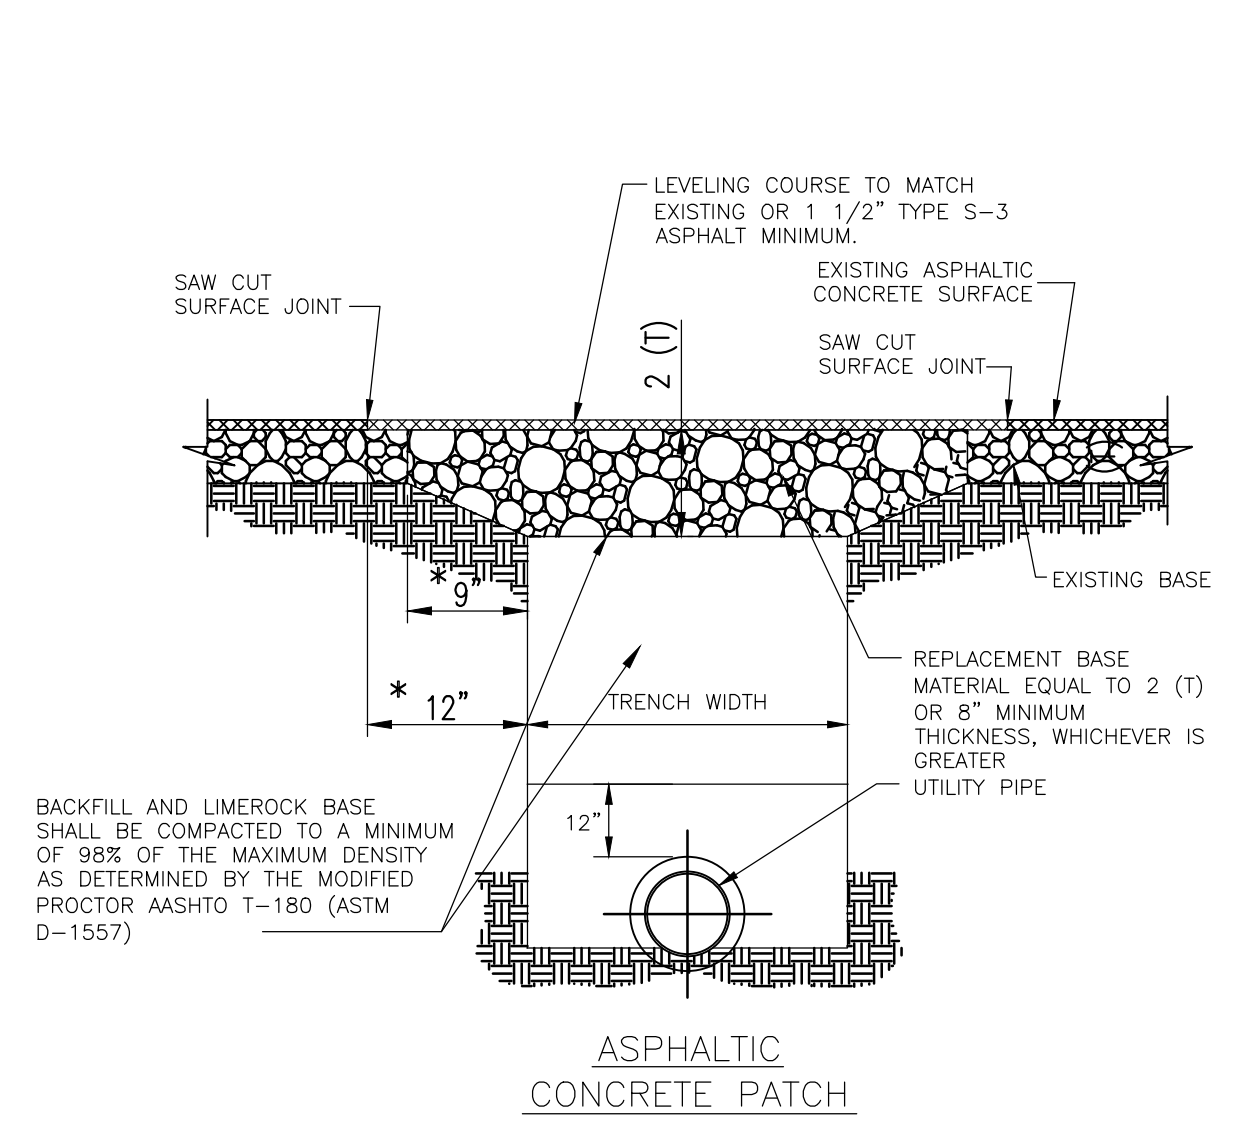 LEVELING COURSE TO MATCH
EXISTING OR 1 1/2" TYPE S-3
ASPHALT MINIMUM.
EXISTING ASPHALTIC
CONCRETE SURFACE
SAW CUT
SURFACE JOINT
SAW CUT
SURFACE JOINT
2 (T)
EXISTING BASE
* 9"
* 12"
TRENCH WIDTH
REPLACEMENT BASE
MATERIAL EQUAL TO 2 (T)
OR 8" MINIMUM
THICKNESS, WHICHEVER IS
GREATER
UTILITY PIPE
12"
BACKFILL AND LIMEROCK BASE
SHALL BE COMPACTED TO A MINIMUM
OF 98% OF THE MAXIMUM DENSITY
AS DETERMINED BY THE MODIFIED
PROCTOR AASHTO T-180 (ASTM
D-1557)
ASPHALTIC
CONCRETE PATCH